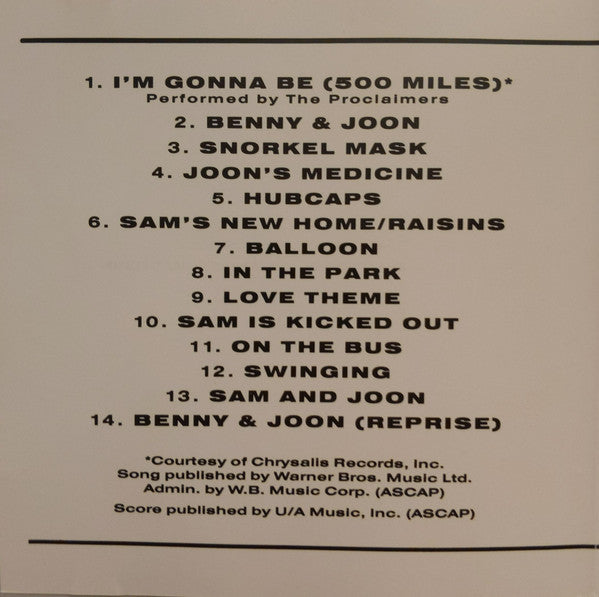 1. I'M GONNA BE (500 MILES)*
Performed by The Proclaimers
2. BENNY & JOON
3. SNORKEL MASK
4. JOON'S MEDICINE
5. HUBCAPS
6. SAM'S NEW HOME/RAISINS
7. BALLOON
8. IN THE PARK
9. LOVE THEME
10. SAM IS KICKED OUT
11. ON THE BUS
12. SWINGING
13. SAM AND JOON
14. BENNY & JOON (REPRISE)
*Courtesy of Chrysalis Records, Inc.
Song published by Warner Bros. Music Ltd.
Admin. by W.B. Music Corp. (ASCAP)
Score published by U/A Music, Inc. (ASCAP)